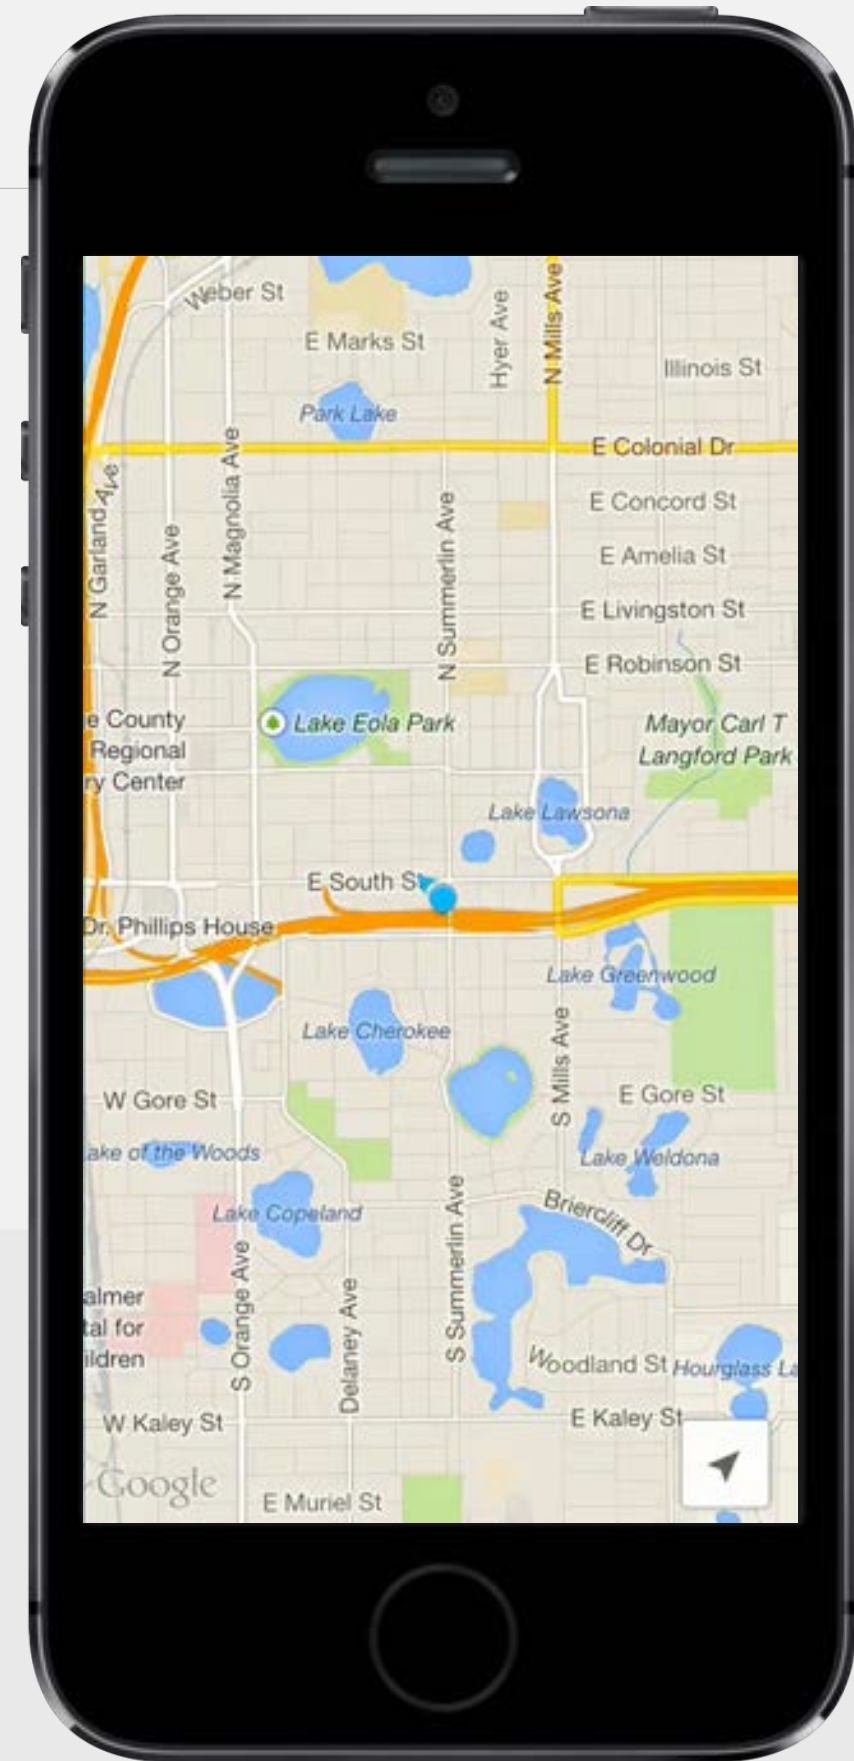 Weber St
E Marks St
Hyer Ave
N Mills Ave
Illinois St
Park Lake
E Colonial Dr
N Garland Ave
N Orange Ave
N Magnolia Ave
N Summerlin Ave
E Concord St
E Amelia St
E Livingston St
E Robinson St
e County
Regional
ry Center
Lake Eola Park
Mayor Carl T
Langford Park
Lake Lawsona
E South St
Dr. Phillips House
Lake Greenwood
Lake Cherokee
S Mills Ave
W Gore St
E Gore St
ake of the Woods
Lake Weldona
Lake Copeland
S Summerlin Ave
Briercliff Dr
S Orange Ave
Delaney Ave
almer
tal for
ildren
Woodland St
Hourglass La
W Kaley St
E Kaley St
Google
E Muriel St